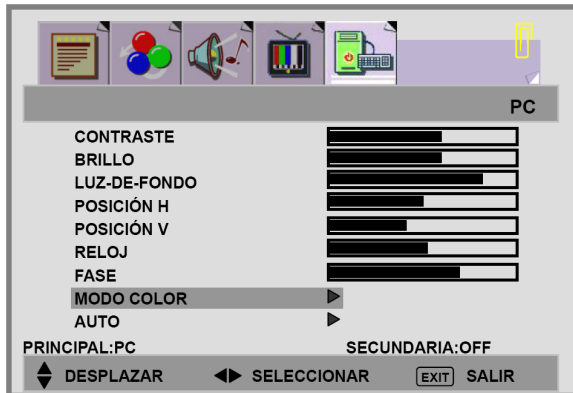 PC
CONTRASTE
BRILLO
LUZ-DE-FONDO
POSICIÓN H
POSICIÓN V
RELOJ
FASE
MODO COLOR
AUTO
PRINCIPAL:PC SECUNDARIA:OFF
DESPLAZAR SELECCIONAR EXIT SALIR